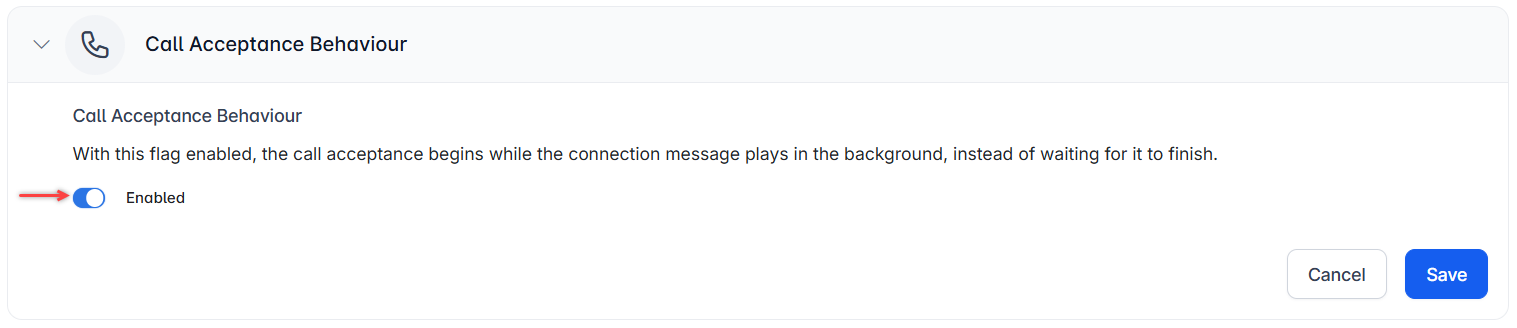 Call Acceptance Behaviour
Call Acceptance Behaviour
With this flag enabled, the call acceptance begins while the connection message plays in the background, instead of waiting for it to finish.
Enabled
Cancel
Save